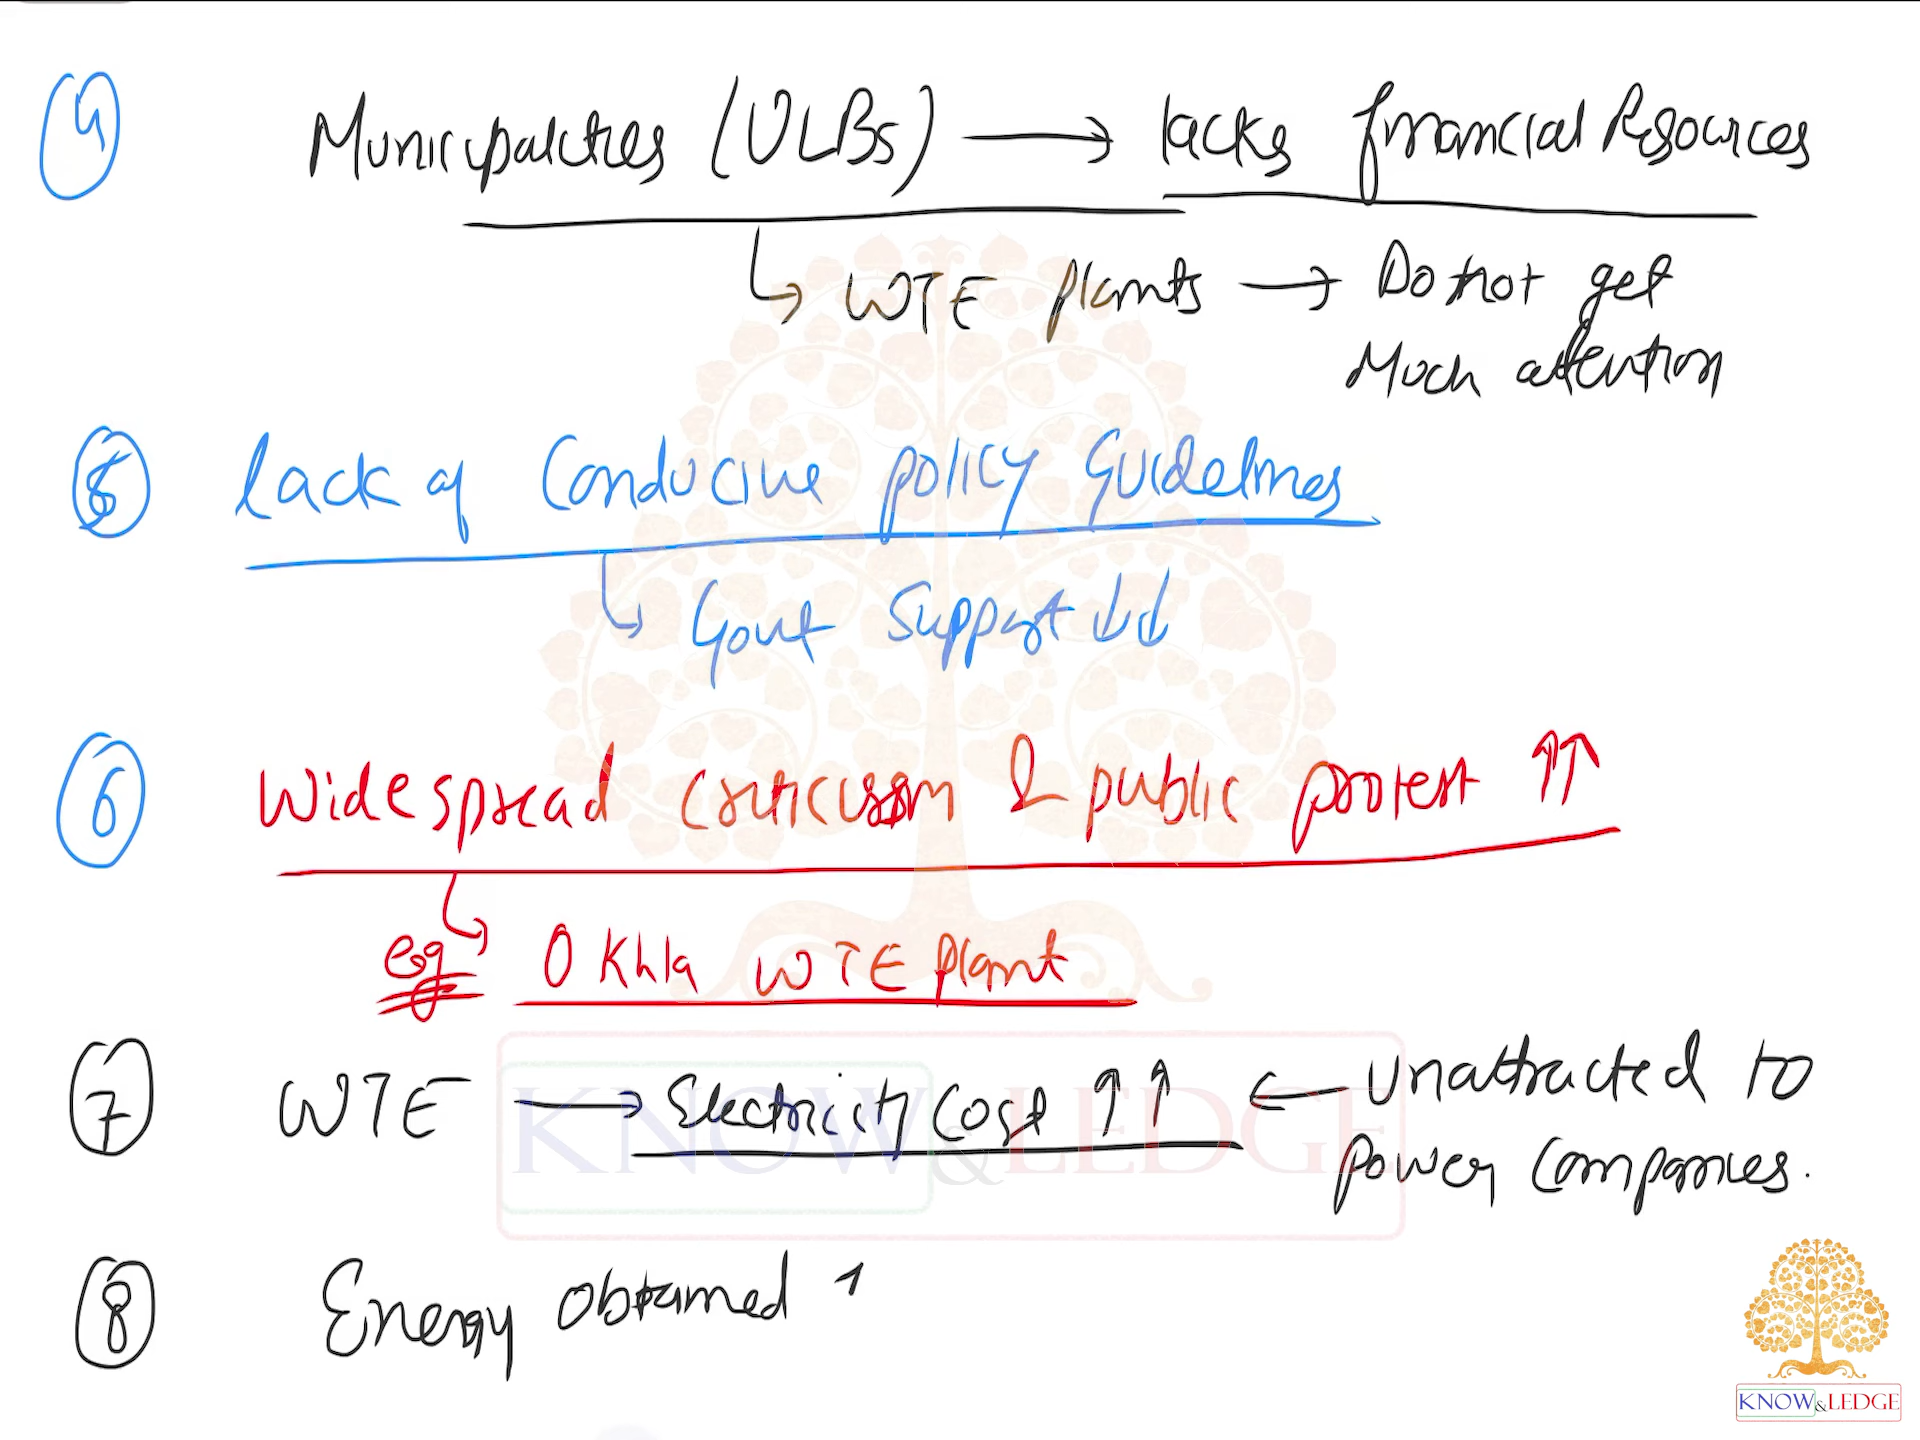 4 Municipalities (ULBs) → lacks financial Resources
↳ WTE plants → Do not get
Much attention
5 lack of Conducive policy Guidelines
↳ Govt Support ↓↓
6 Widespread criticism & public protest ↑↑
↳ eg Okhla WTE plant
7 WTE → Electricity Cost ↑↑ ← Unattracted to
power Companies.
8 Energy obtained
KNOW&LEDGE
KNOW&LEDGE